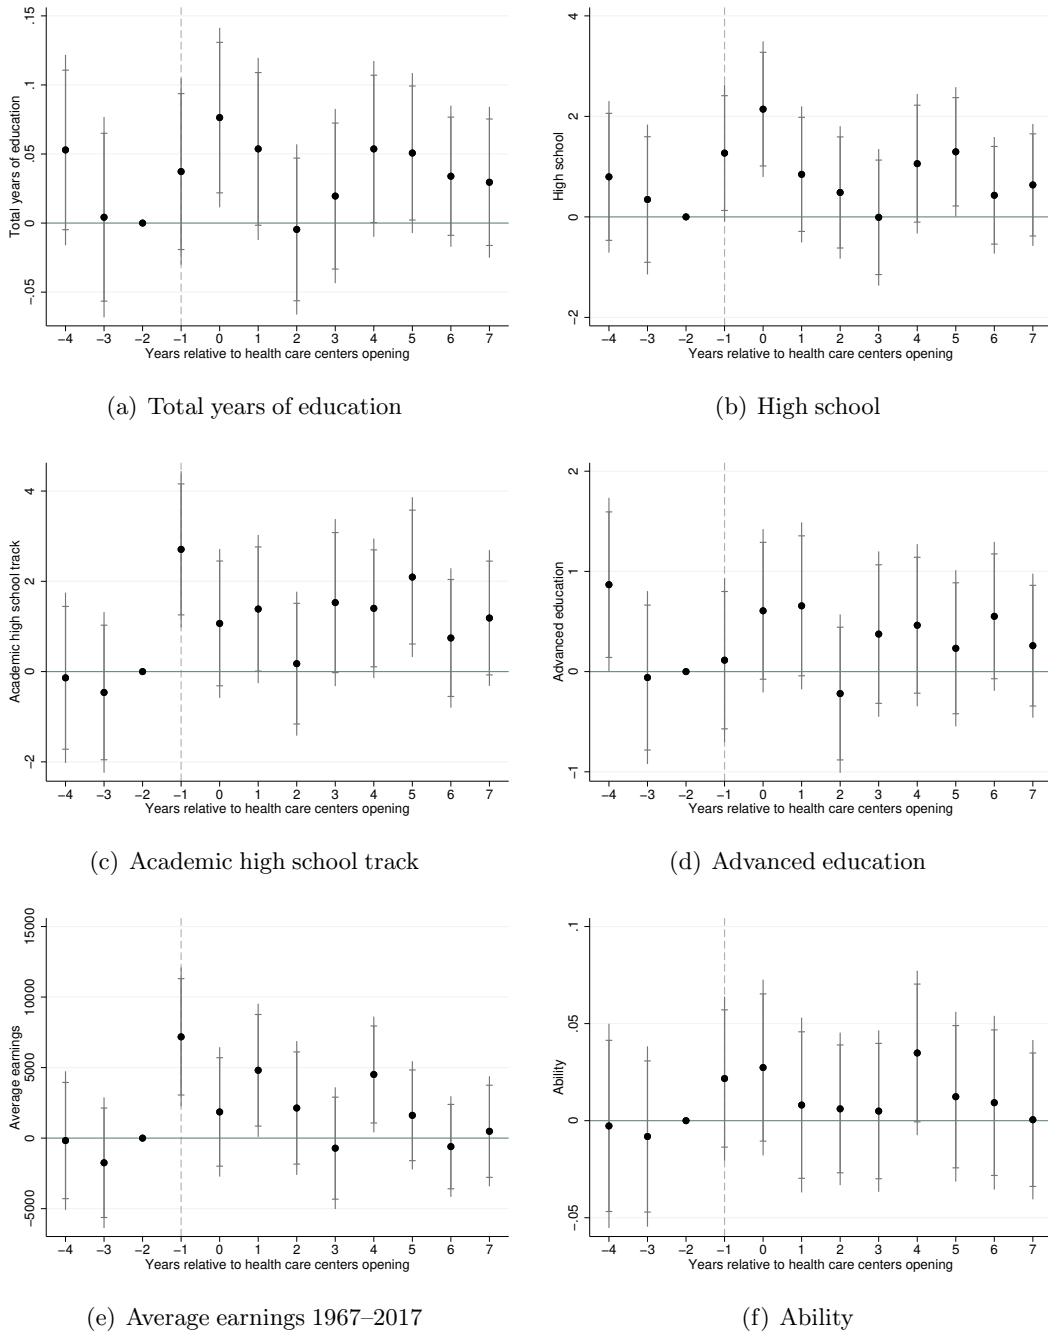 Total years of education
.15
.1
.05
0
−.05
−4 −3 −2 −1 0 1 2 3 4 5 6 7
Years relative to health care centers opening
(a) Total years of education
High school
4
2
0
−2
−4 −3 −2 −1 0 1 2 3 4 5 6 7
Years relative to health care centers opening
(b) High school
Academic high school track
4
2
0
−2
−4 −3 −2 −1 0 1 2 3 4 5 6 7
Years relative to health care centers opening
(c) Academic high school track
Advanced education
2
1
0
−1
−4 −3 −2 −1 0 1 2 3 4 5 6 7
Years relative to health care centers opening
(d) Advanced education
Average earnings
15000
10000
5000
0
−5000
−4 −3 −2 −1 0 1 2 3 4 5 6 7
Years relative to health care centers opening
(e) Average earnings 1967–2017
Ability
.1
.05
0
−.05
−4 −3 −2 −1 0 1 2 3 4 5 6 7
Years relative to health care centers opening
(f) Ability